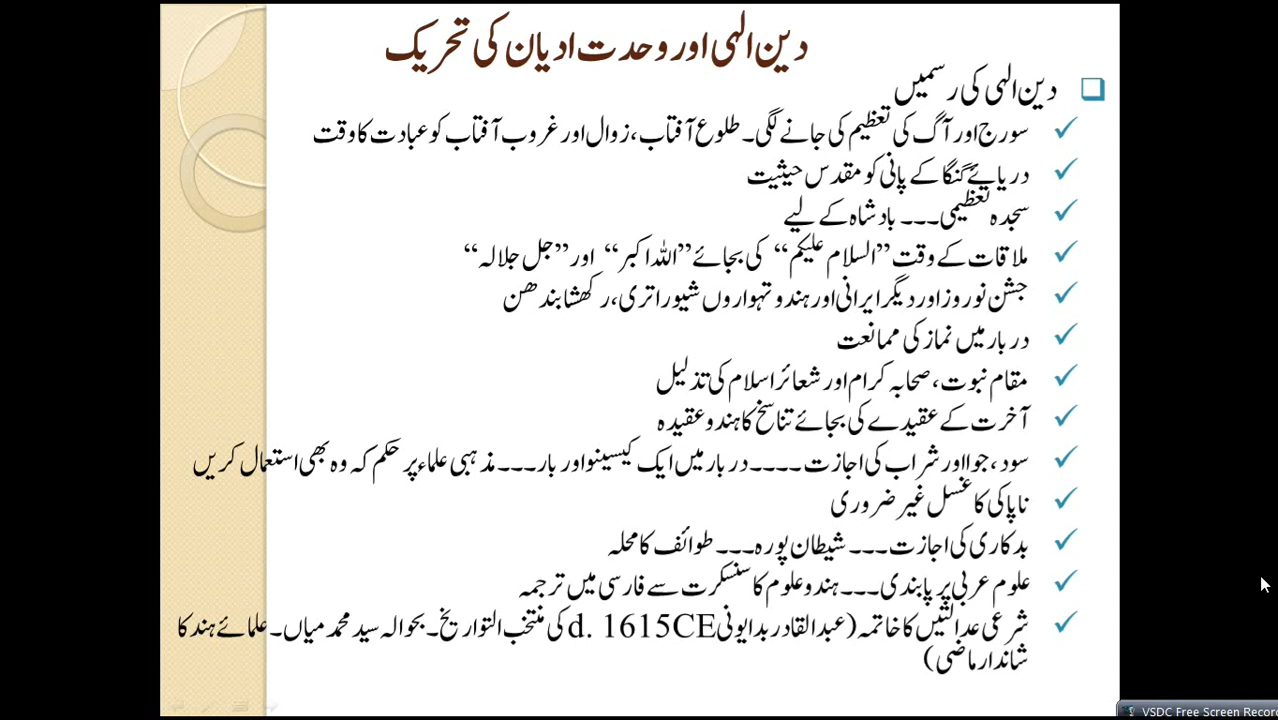 دین الٰہی اور وحدت ادیان کی تحریک
دین الٰہی کی رسمیں
سورج اور آگ کی تعظیم کی جانے لگی۔ طلوع آفتاب، زوال اور غروب آفتاب کو عبادت کا وقت
دریائے گنگا کے پانی کو مقدس حیثیت
سجدہ تعظیمی۔۔۔ بادشاہ کے لیے
ملاقات کے وقت ”السلام علیکم“ کی بجائے ”اللہ اکبر“ اور ”جل جلالہ“
جشن نوروز اور دیگر ایرانی اور ہندو تہواروں شیوراتری، رکھشا بندھن
دربار میں نماز کی ممانعت
مقام نبوت، صحابہ کرام اور شعائر اسلام کی تذلیل
آخرت کے عقیدے کی بجائے تناسخ کا ہندو عقیدہ
سود، جوا اور شراب کی اجازت۔۔۔۔ دربار میں ایک کیسینو اور بار۔۔۔ مذہبی علماء پر حکم کہ وہ بھی استعمال کریں
ناپاکی کا غسل غیر ضروری
بدکاری کی اجازت۔۔۔ شیطان پورہ۔۔۔ طوائف کا محلہ
علوم عربی پر پابندی۔۔۔ ہندو علوم کا سنسکرت سے فارسی میں ترجمہ
شرعی عدالتیں کا خاتمہ (عبد القادر بدایونی d. 1615CE کی منتخب التواریخ۔ بحوالہ سید محمد میاں۔ علمائے ہند کا
شاندار ماضی)
VSDC Free Screen Record